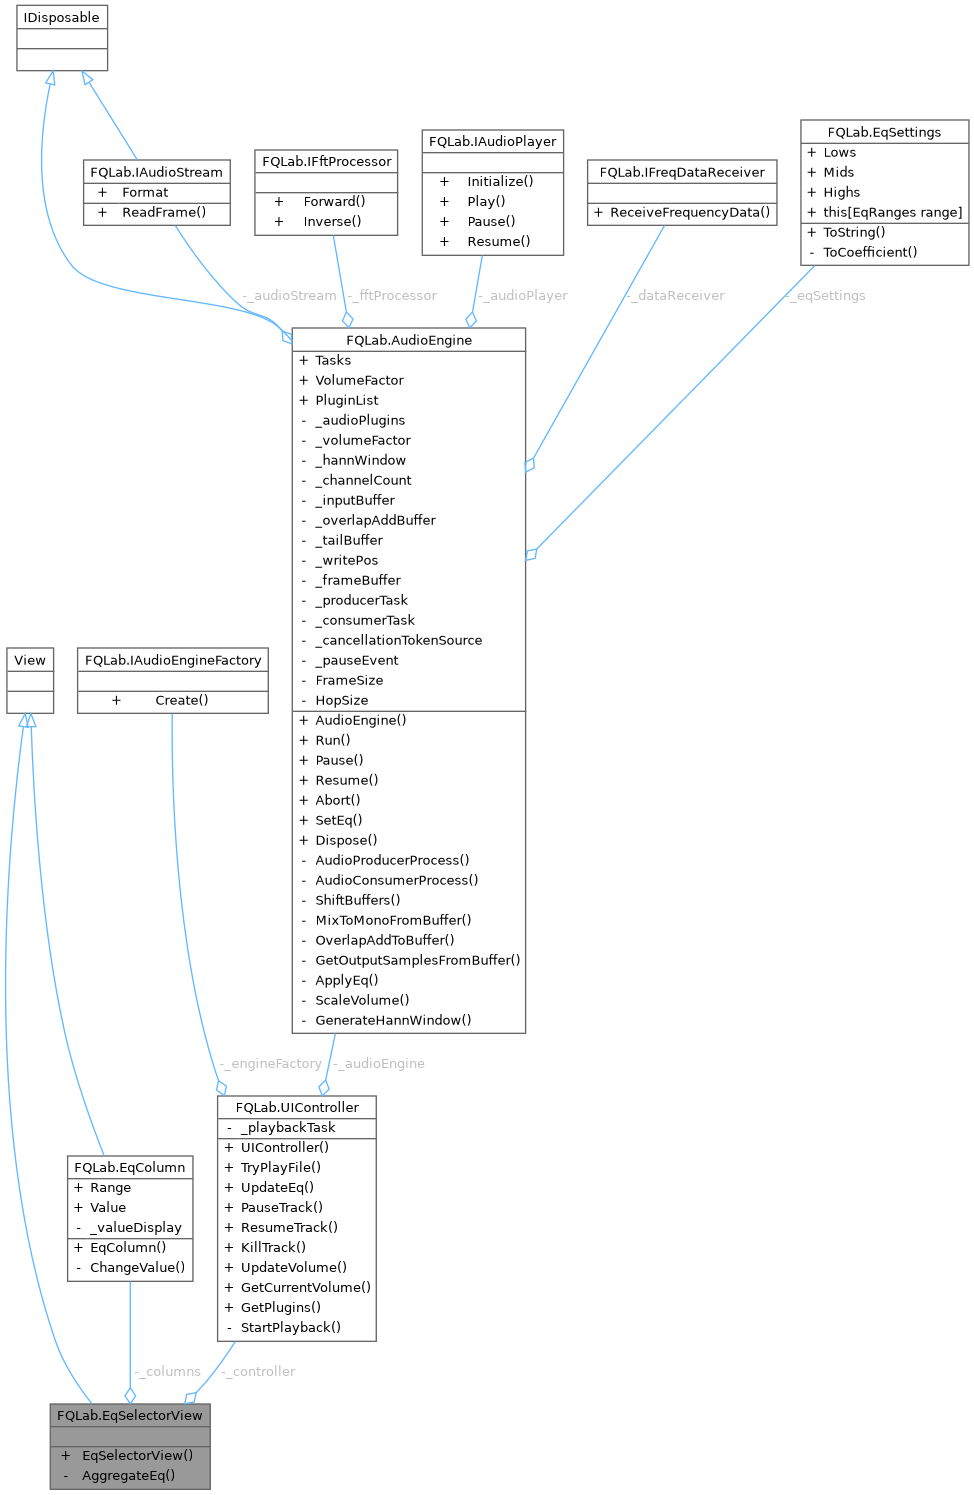 IDisposable
FQLab.IAudioStream
+ Format
+ ReadFrame()
FQLab.IFftProcessor
+ Forward()
+ Inverse()
FQLab.IAudioPlayer
+ Initialize()
+ Play()
+ Pause()
+ Resume()
FQLab.IFreqDataReceiver
+ ReceiveFrequencyData()
FQLab.EqSettings
+ Lows
+ Mids
+ Highs
+ this[EqRanges range]
+ ToString()
- ToCoefficient()
-_audioStream
-_fftProcessor
-_audioPlayer
-_dataReceiver
-_eqSettings
FQLab.AudioEngine
+ Tasks
+ VolumeFactor
+ PluginList
- _audioPlugins
- _volumeFactor
- _hannWindow
- _channelCount
- _inputBuffer
- _overlapAddBuffer
- _tailBuffer
- _writePos
- _frameBuffer
- _producerTask
- _consumerTask
- _cancellationTokenSource
- _pauseEvent
- FrameSize
- HopSize
+ AudioEngine()
+ Run()
+ Pause()
+ Resume()
+ Abort()
+ SetEq()
+ Dispose()
- AudioProducerProcess()
- AudioConsumerProcess()
- ShiftBuffers()
- MixToMonoFromBuffer()
- OverlapAddToBuffer()
- GetOutputSamplesFromBuffer()
- ApplyEq()
- ScaleVolume()
- GenerateHannWindow()
View
FQLab.IAudioEngineFactory
+ Create()
-_engineFactory
-_audioEngine
FQLab.UIController
- _playbackTask
+ UIController()
+ TryPlayFile()
+ UpdateEq()
+ PauseTrack()
+ ResumeTrack()
+ KillTrack()
+ UpdateVolume()
+ GetCurrentVolume()
+ GetPlugins()
- StartPlayback()
FQLab.EqColumn
+ Range
+ Value
- _valueDisplay
+ EqColumn()
- ChangeValue()
-_columns
-_controller
FQLab.EqSelectorView
+ EqSelectorView()
- AggregateEq()